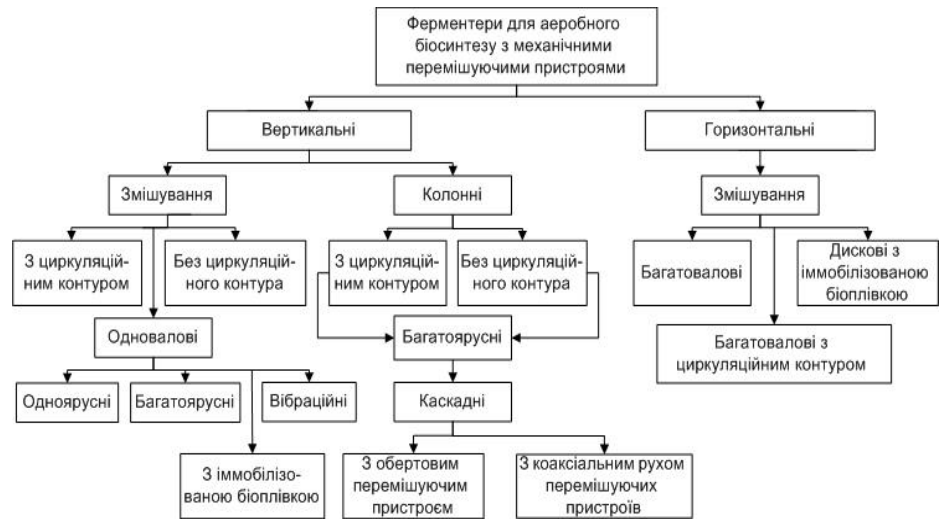 Ферментери для аеробного
біосинтезу з механічними
перемішуючими пристроями
Вертикальні
Горизонтальні
Змішування
Колонні
Змішування
З циркуляцій-
ним контуром
Без циркуляцій-
ного контура
З циркуляцій-
ним контуром
Без циркуляцій-
ного контура
Багатовалові
Дискові з
іммобілізованою
біоплівкою
Одновалові
Багатоярусні
Багатовалові з
циркуляційним контуром
Одноярусні
Багатоярусні
Вібраційні
Каскадні
З іммобілізо-
ваною біоплівкою
З обертовим
перемішуючим
пристроєм
З коаксіальним рухом
перемішуючих
пристроїв